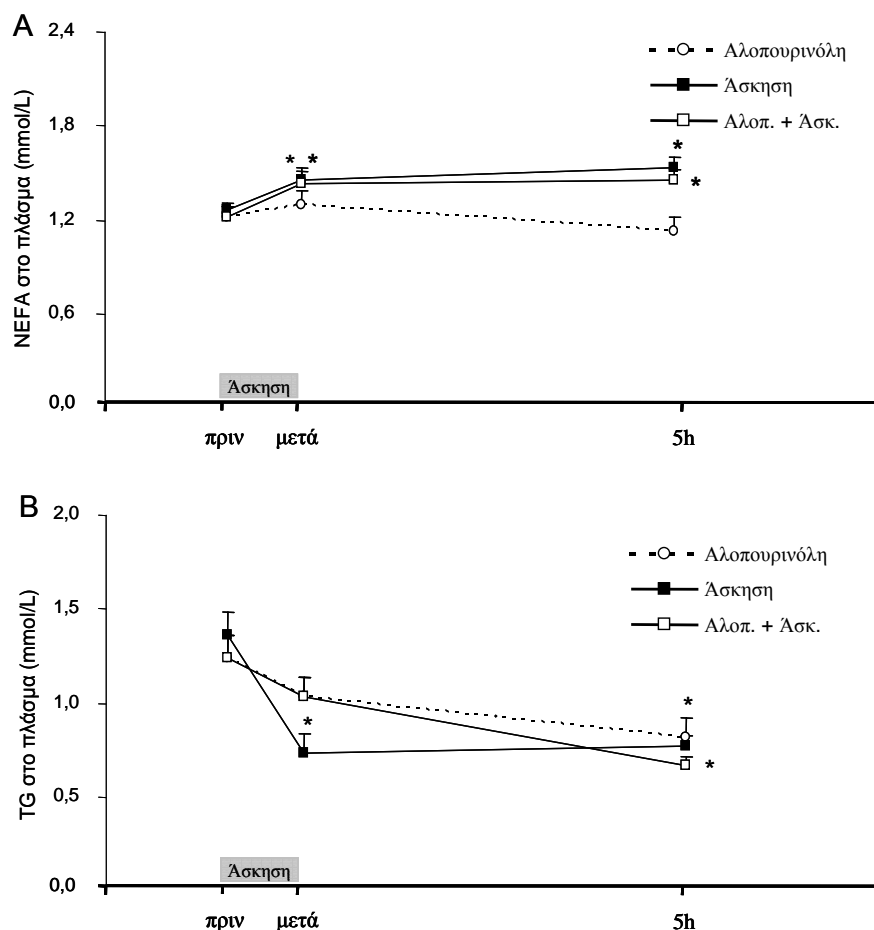 A
2,4
1,8
1,2
0,6
0,0
NEFA στο πλάσμα (mmol/L)
Αλοπουρινόλη
Άσκηση
Αλοπ. + Άσκ.
* *
*
*
Άσκηση
πριν μετά 5h
B
2,0
1,5
1,0
0,5
0,0
TG στο πλάσμα (mmol/L)
Αλοπουρινόλη
Άσκηση
Αλοπ. + Άσκ.
*
*
*
Άσκηση
πριν μετά 5h